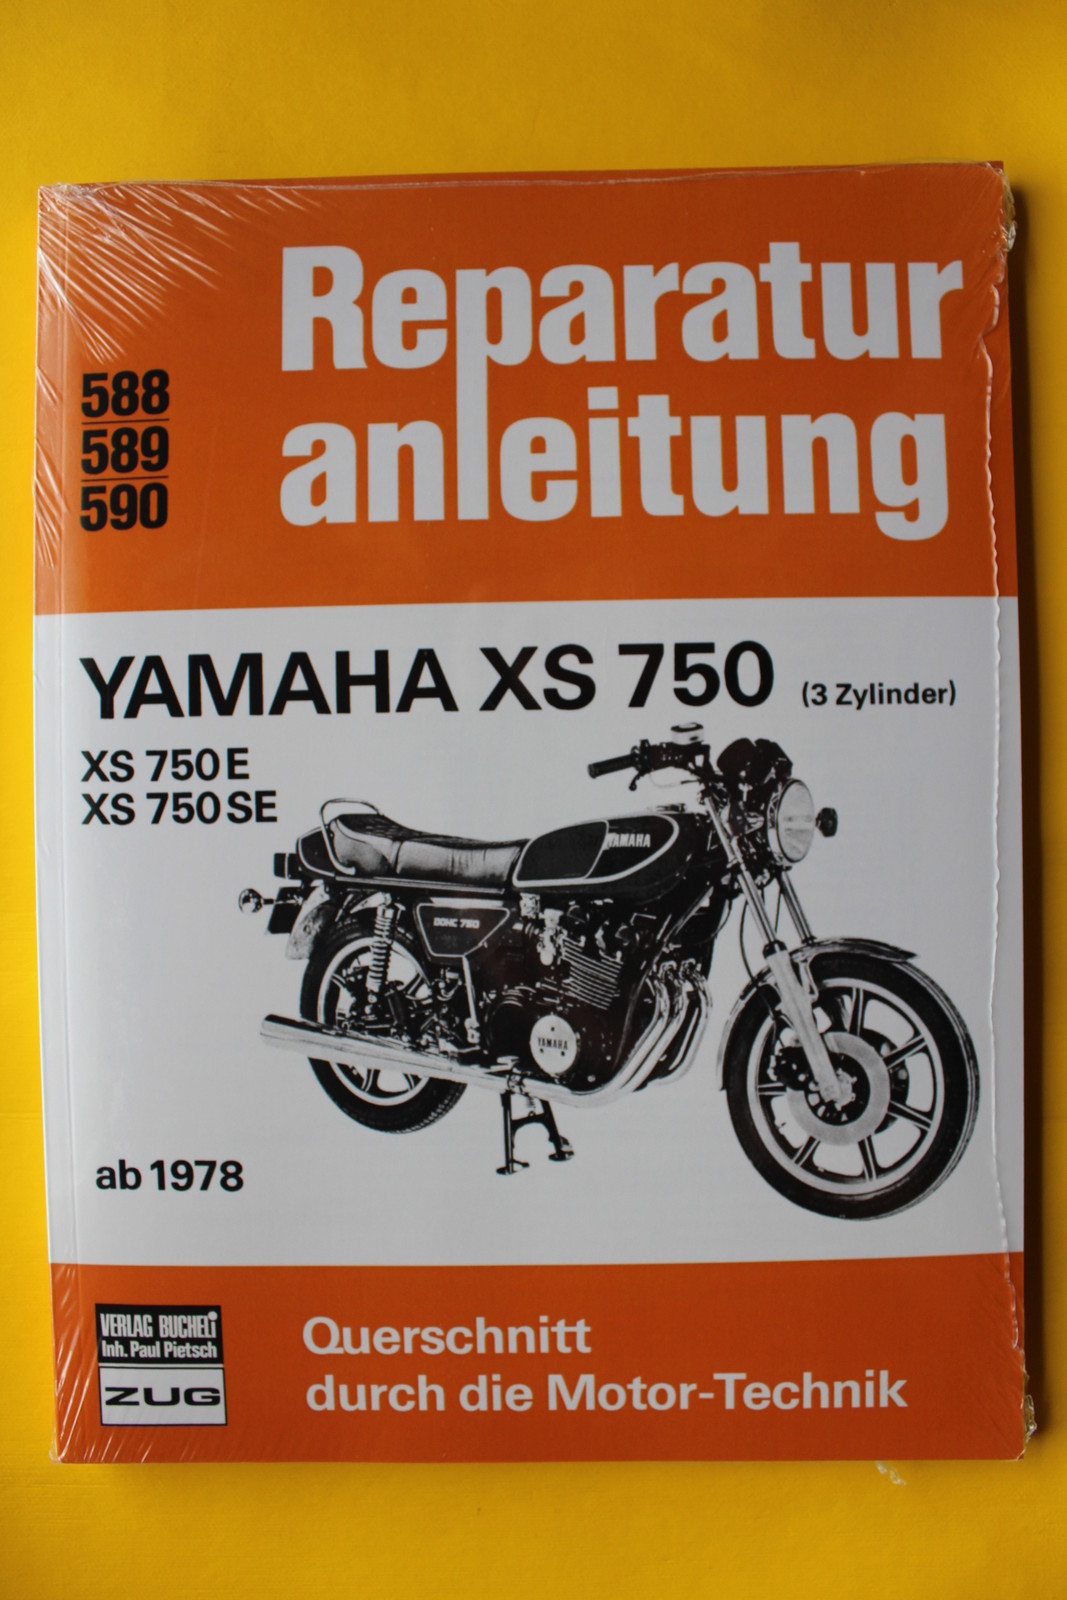 Reparatur
anleitung
588
589
590
YAMAHA XS 750 (3 Zylinder)
XS 750 E
XS 750 SE
YAMAHA
DOHC 750
YAMAHA
ab 1978
VERLAG BUCHELI
Inh. Paul Pietsch
ZUG
Querschnitt
durch die Motor-Technik